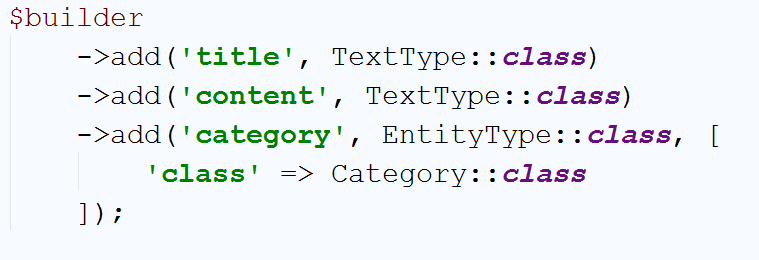 $builder
    ->add('title', TextType::class)
    ->add('content', TextType::class)
    ->add('category', EntityType::class, [
        'class' => Category::class
    ]);